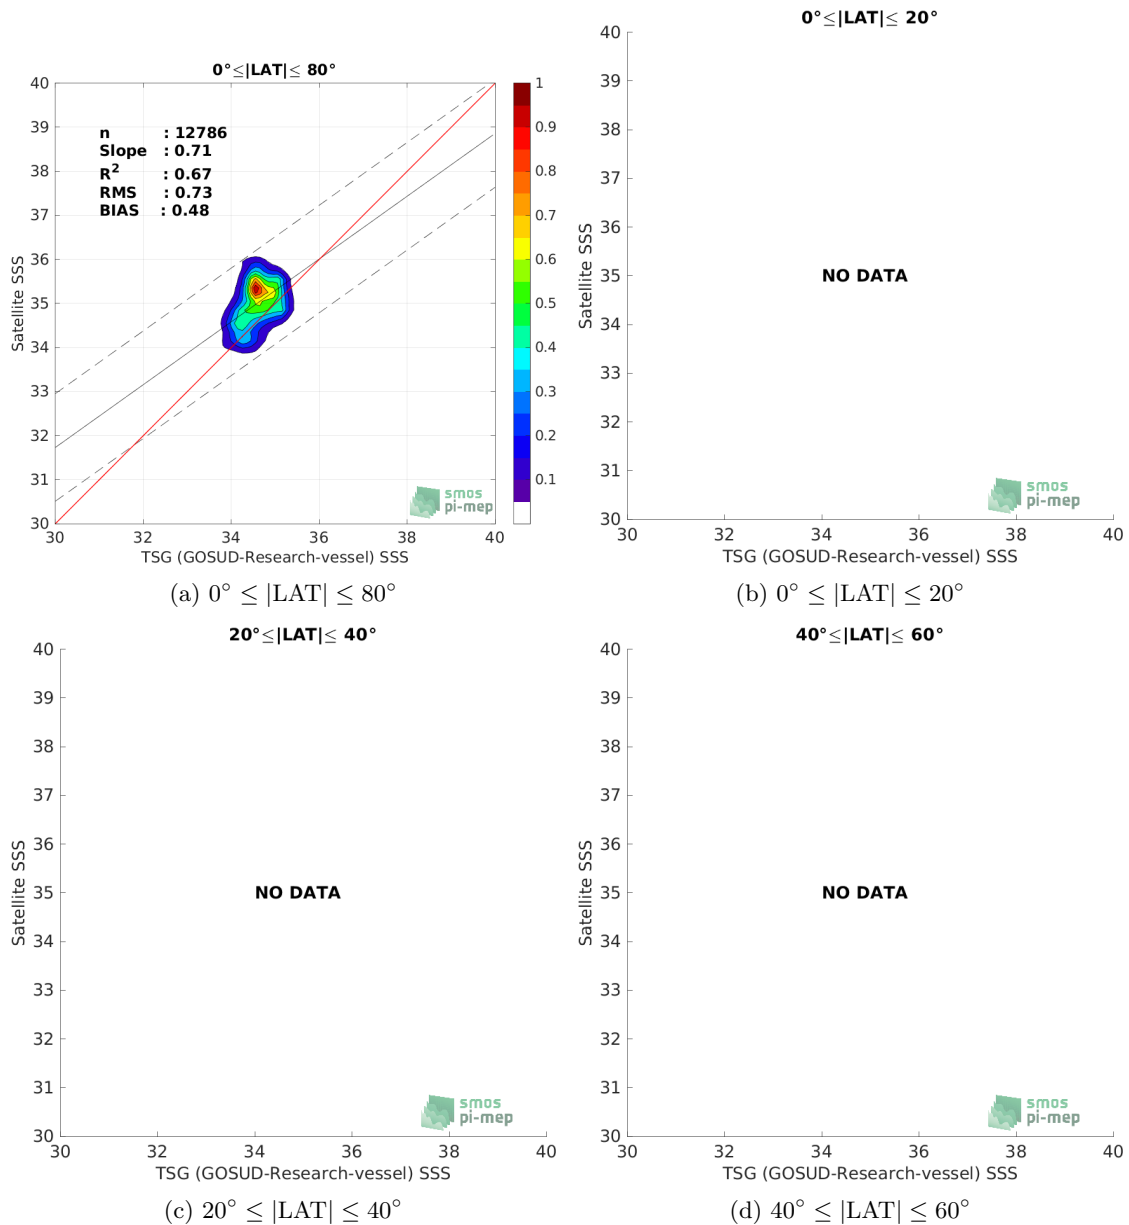 0°≤|LAT|≤ 80°
40
39
38
37
36
35
34
33
32
31
30
n : 12786
Slope : 0.71
R² : 0.67
RMS : 0.73
BIAS : 0.48
1
0.9
0.8
0.7
0.6
0.5
0.4
0.3
0.2
0.1
Satellite SSS
smos
pi-mep
30 32 34 36 38 40
TSG (GOSUD-Research-vessel) SSS
(a) 0° ≤ |LAT| ≤ 80°
0°≤|LAT|≤ 20°
40
39
38
37
36
35
34
33
32
31
30
Satellite SSS
NO DATA
smos
pi-mep
30 32 34 36 38 40
TSG (GOSUD-Research-vessel) SSS
(b) 0° ≤ |LAT| ≤ 20°
20°≤|LAT|≤ 40°
40
39
38
37
36
35
34
33
32
31
30
Satellite SSS
NO DATA
smos
pi-mep
30 32 34 36 38 40
TSG (GOSUD-Research-vessel) SSS
(c) 20° ≤ |LAT| ≤ 40°
40°≤|LAT|≤ 60°
40
39
38
37
36
35
34
33
32
31
30
Satellite SSS
NO DATA
smos
pi-mep
30 32 34 36 38 40
TSG (GOSUD-Research-vessel) SSS
(d) 40° ≤ |LAT| ≤ 60°